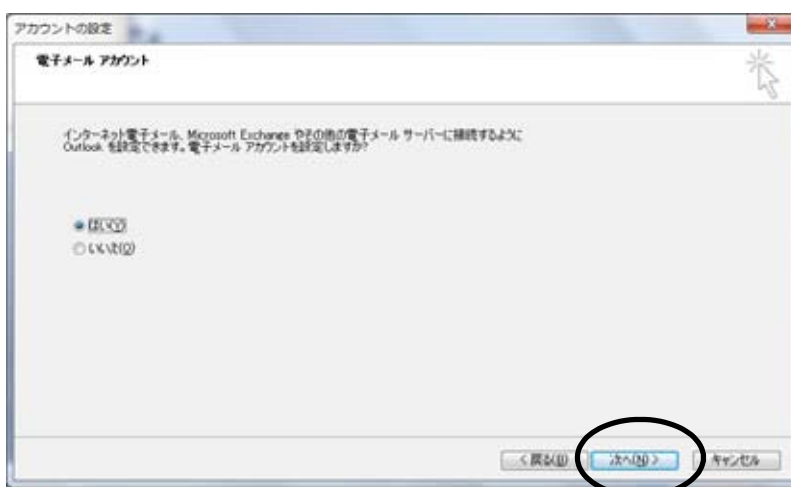 アカウントの設定
電子メール アカウント
インターネット電子メール、Microsoft Exchange やその他の電子メール サーバーに接続するように
Outlook を設定できます。電子メール アカウントを設定しますか?
はい(Y)
いいえ(O)
< 戻る(U)
次へ(N) >
キャンセル